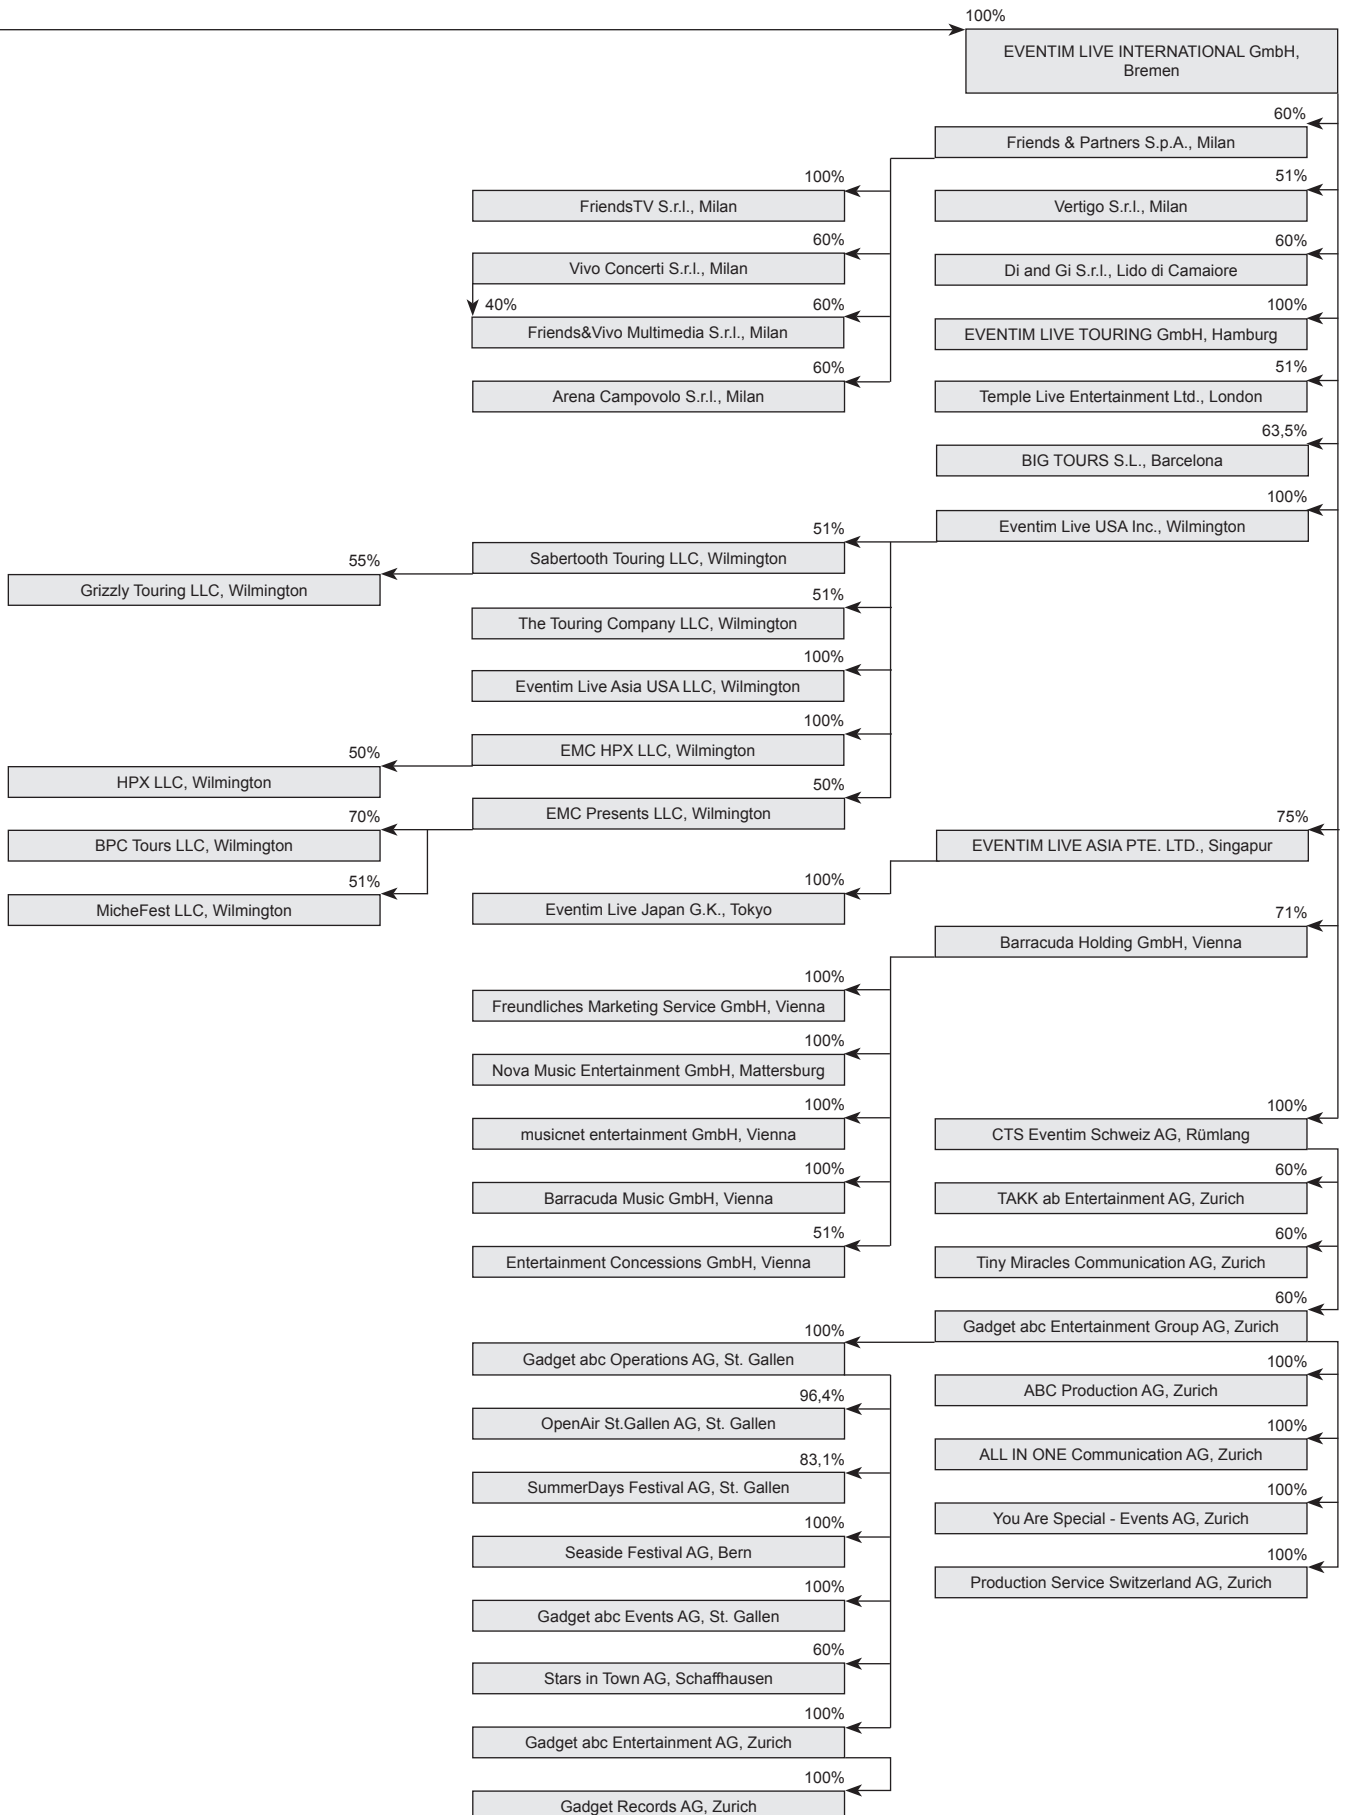 100%
EVENTIM LIVE INTERNATIONAL GmbH,
Bremen
60%
Friends & Partners S.p.A., Milan
100%
FriendsTV S.r.l., Milan
51%
Vertigo S.r.l., Milan
60%
Vivo Concerti S.r.l., Milan
60%
Di and Gi S.r.l., Lido di Camaiore
40%
60%
Friends&Vivo Multimedia S.r.l., Milan
100%
EVENTIM LIVE TOURING GmbH, Hamburg
60%
Arena Campovolo S.r.l., Milan
51%
Temple Live Entertainment Ltd., London
63,5%
BIG TOURS S.L., Barcelona
100%
Eventim Live USA Inc., Wilmington
51%
Sabertooth Touring LLC, Wilmington
55%
Grizzly Touring LLC, Wilmington
51%
The Touring Company LLC, Wilmington
100%
Eventim Live Asia USA LLC, Wilmington
100%
EMC HPX LLC, Wilmington
50%
HPX LLC, Wilmington
50%
EMC Presents LLC, Wilmington
70%
BPC Tours LLC, Wilmington
75%
EVENTIM LIVE ASIA PTE. LTD., Singapur
51%
MicheFest LLC, Wilmington
100%
Eventim Live Japan G.K., Tokyo
71%
Barracuda Holding GmbH, Vienna
100%
Freundliches Marketing Service GmbH, Vienna
100%
Nova Music Entertainment GmbH, Mattersburg
100%
musicnet entertainment GmbH, Vienna
100%
CTS Eventim Schweiz AG, Rümlang
100%
Barracuda Music GmbH, Vienna
60%
TAKK ab Entertainment AG, Zurich
51%
Entertainment Concessions GmbH, Vienna
60%
Tiny Miracles Communication AG, Zurich
60%
Gadget abc Entertainment Group AG, Zurich
100%
Gadget abc Operations AG, St. Gallen
100%
ABC Production AG, Zurich
96,4%
OpenAir St.Gallen AG, St. Gallen
100%
ALL IN ONE Communication AG, Zurich
83,1%
SummerDays Festival AG, St. Gallen
100%
You Are Special - Events AG, Zurich
100%
Seaside Festival AG, Bern
100%
Production Service Switzerland AG, Zurich
100%
Gadget abc Events AG, St. Gallen
60%
Stars in Town AG, Schaffhausen
100%
Gadget abc Entertainment AG, Zurich
100%
Gadget Records AG, Zurich